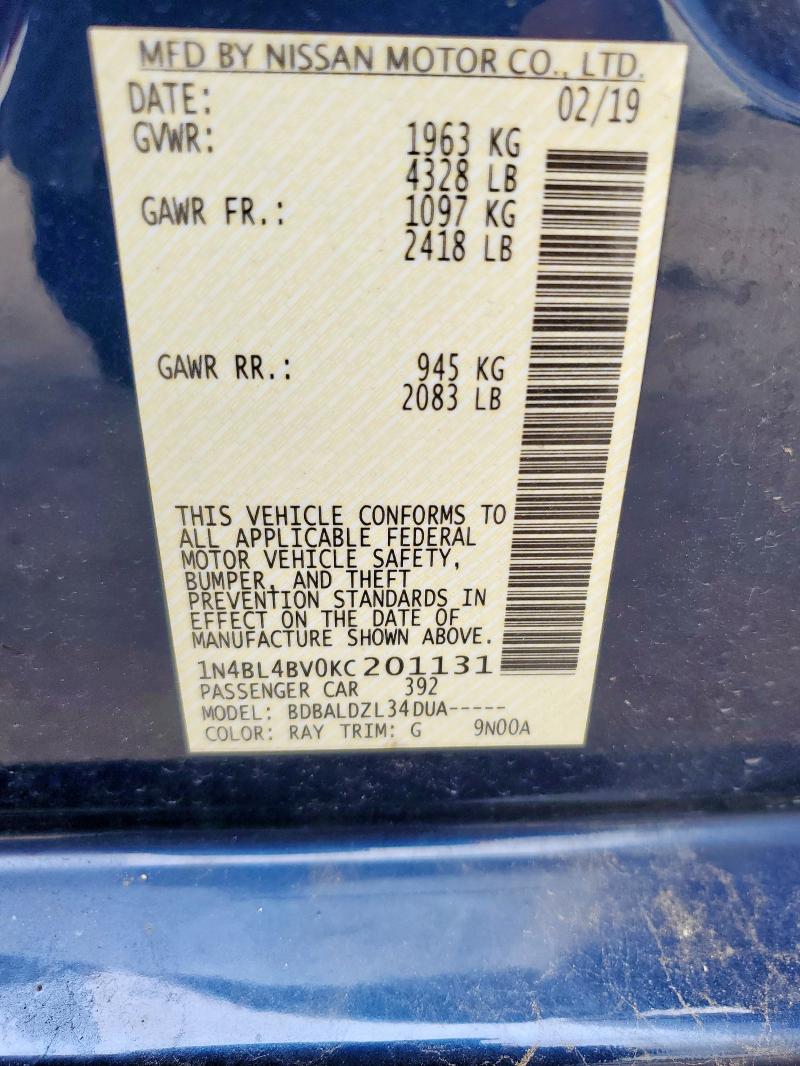 MFD BY NISSAN MOTOR CO., LTD.
DATE: 02/19
GVWR: 1963 KG
4328 LB
GAWR FR.: 1097 KG
2418 LB
GAWR RR.: 945 KG
2083 LB
THIS VEHICLE CONFORMS TO
ALL APPLICABLE FEDERAL
MOTOR VEHICLE SAFETY,
BUMPER, AND THEFT
PREVENTION STANDARDS IN
EFFECT ON THE DATE OF
MANUFACTURE SHOWN ABOVE.
1N4BL4BV0KC201131
PASSENGER CAR 392
MODEL: BDBALDZL34DUA-----
COLOR: RAY TRIM: G 9N00A